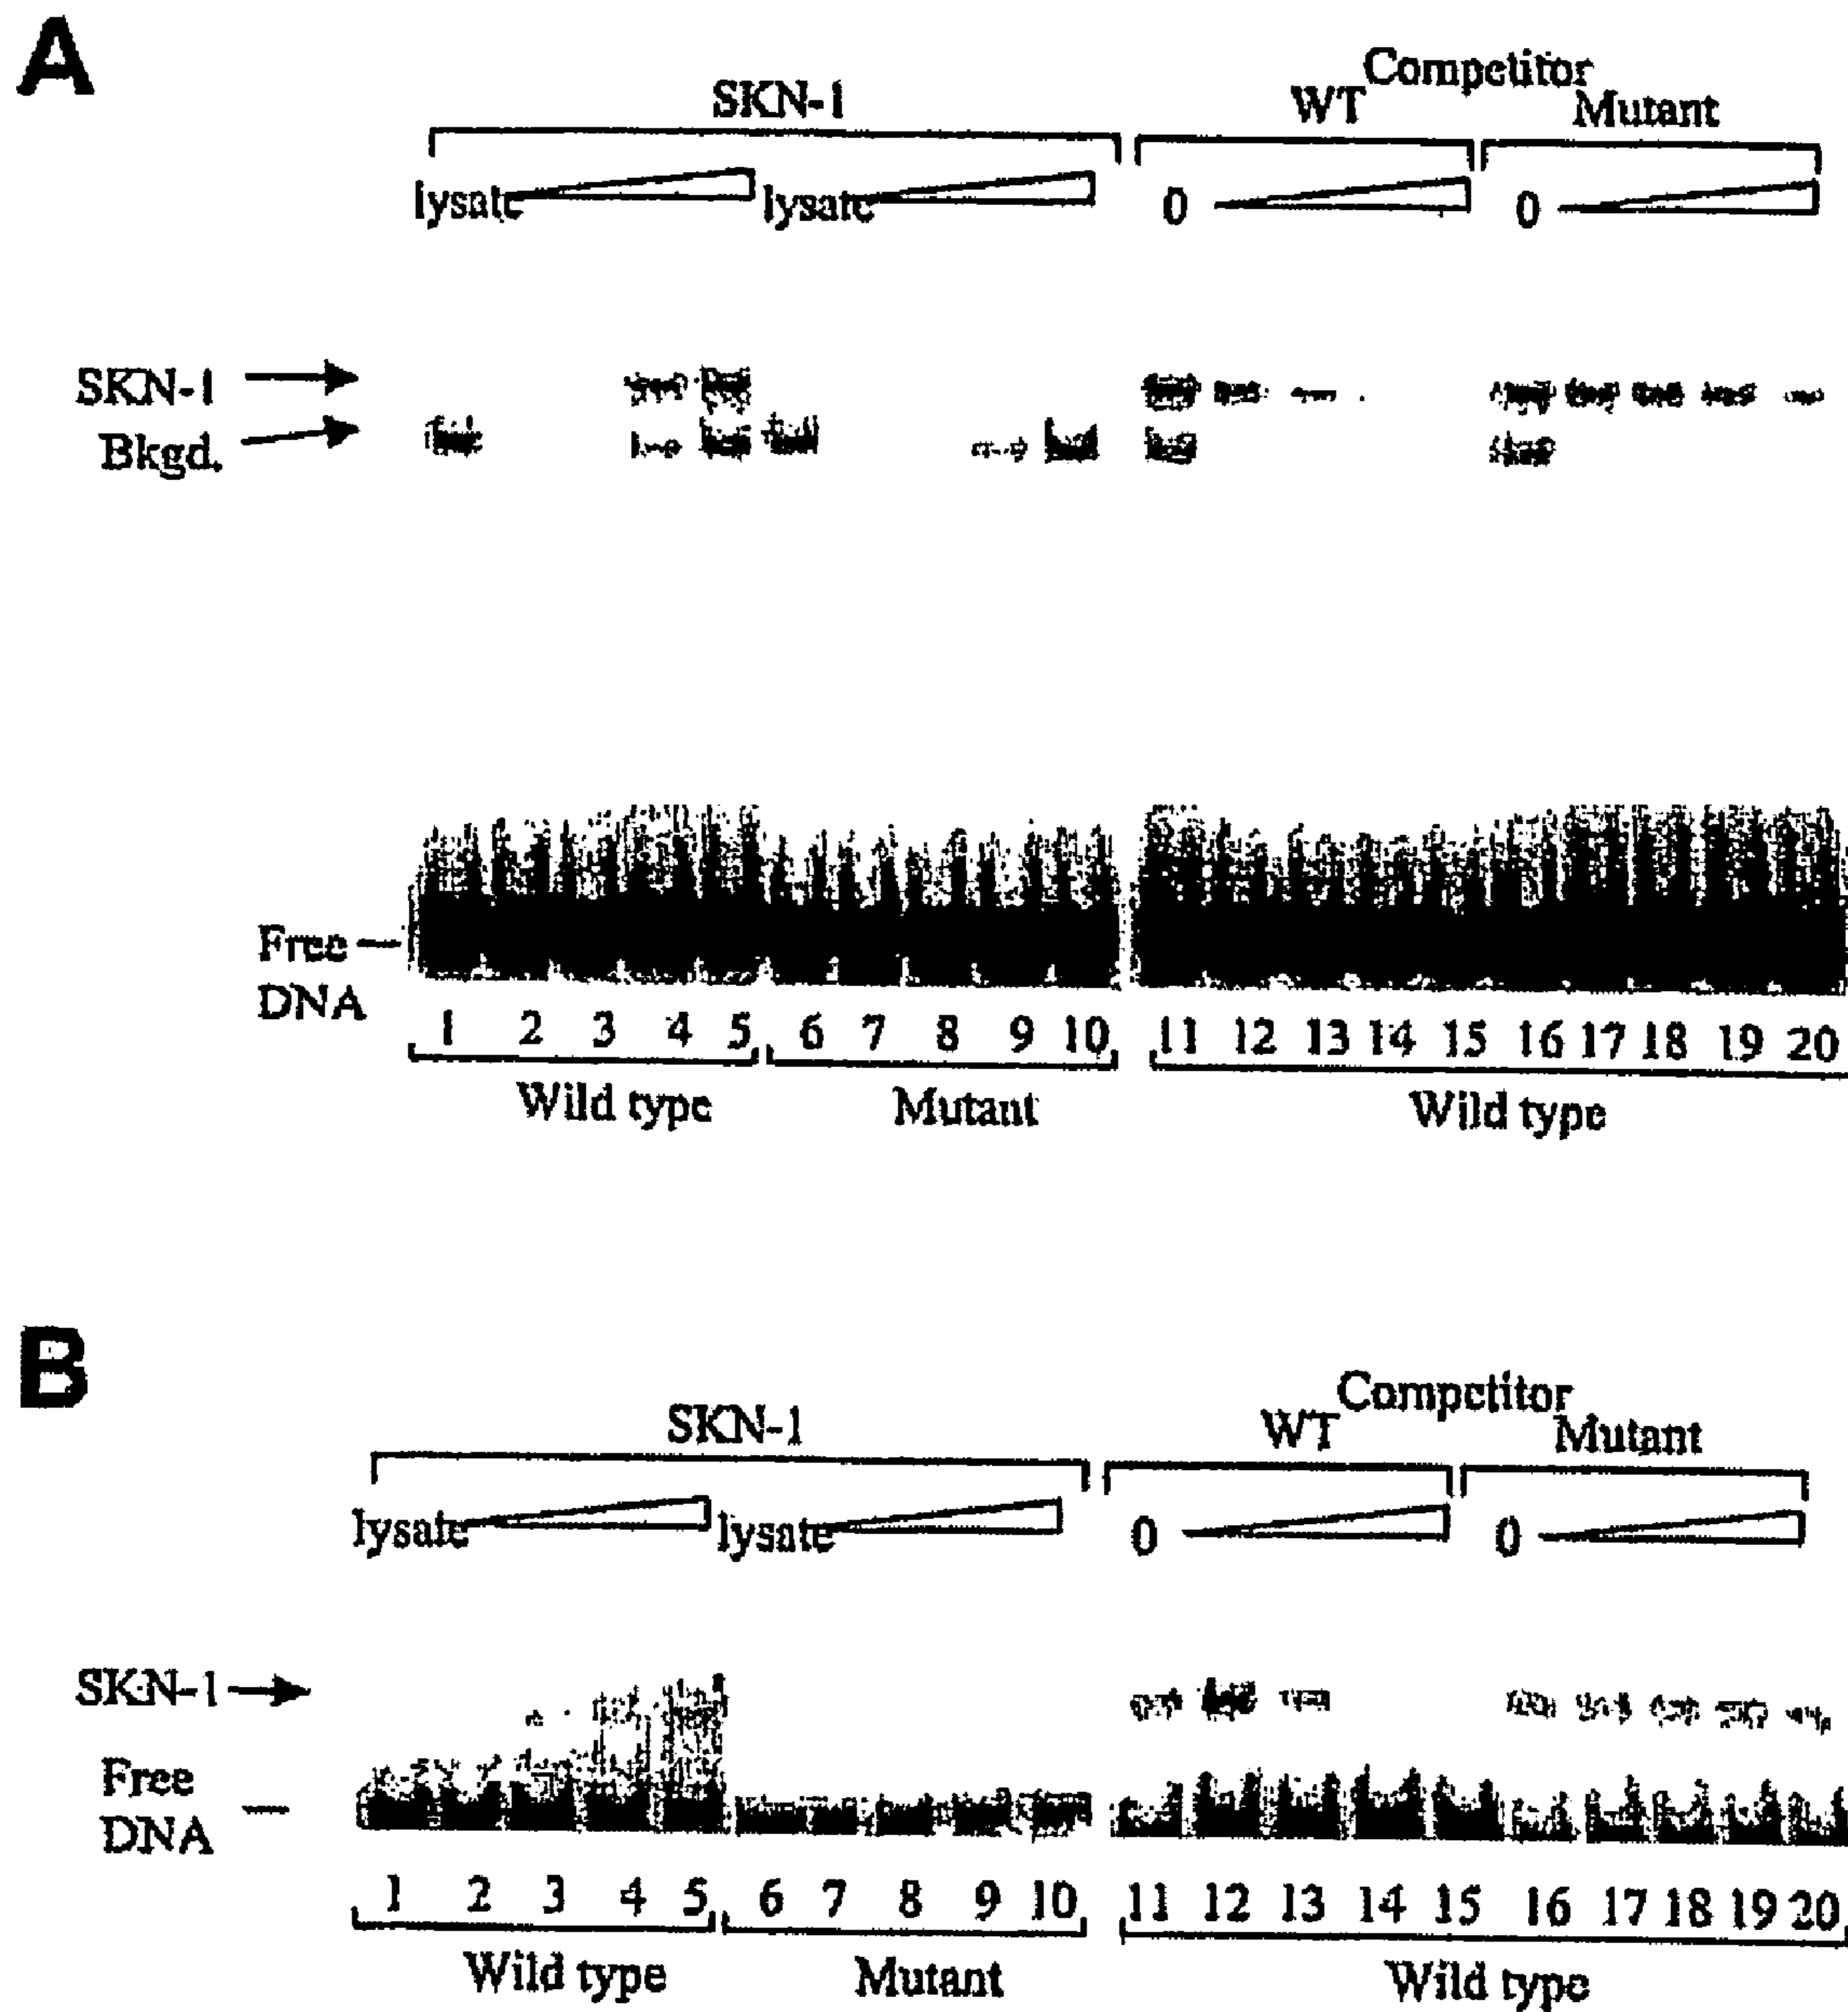 A
Competitor
SKN-1 WT Mutant
lysate lysate 0 0
SKN-1
Bkgd.
Free
DNA
1 2 3 4 5 6 7 8 9 10 11 12 13 14 15 16 17 18 19 20
Wild type Mutant Wild type
B
Competitor
SKN-1 WT Mutant
lysate lysate 0 0
SKN-1
Free
DNA
1 2 3 4 5 6 7 8 9 10 11 12 13 14 15 16 17 18 19 20
Wild type Mutant Wild type